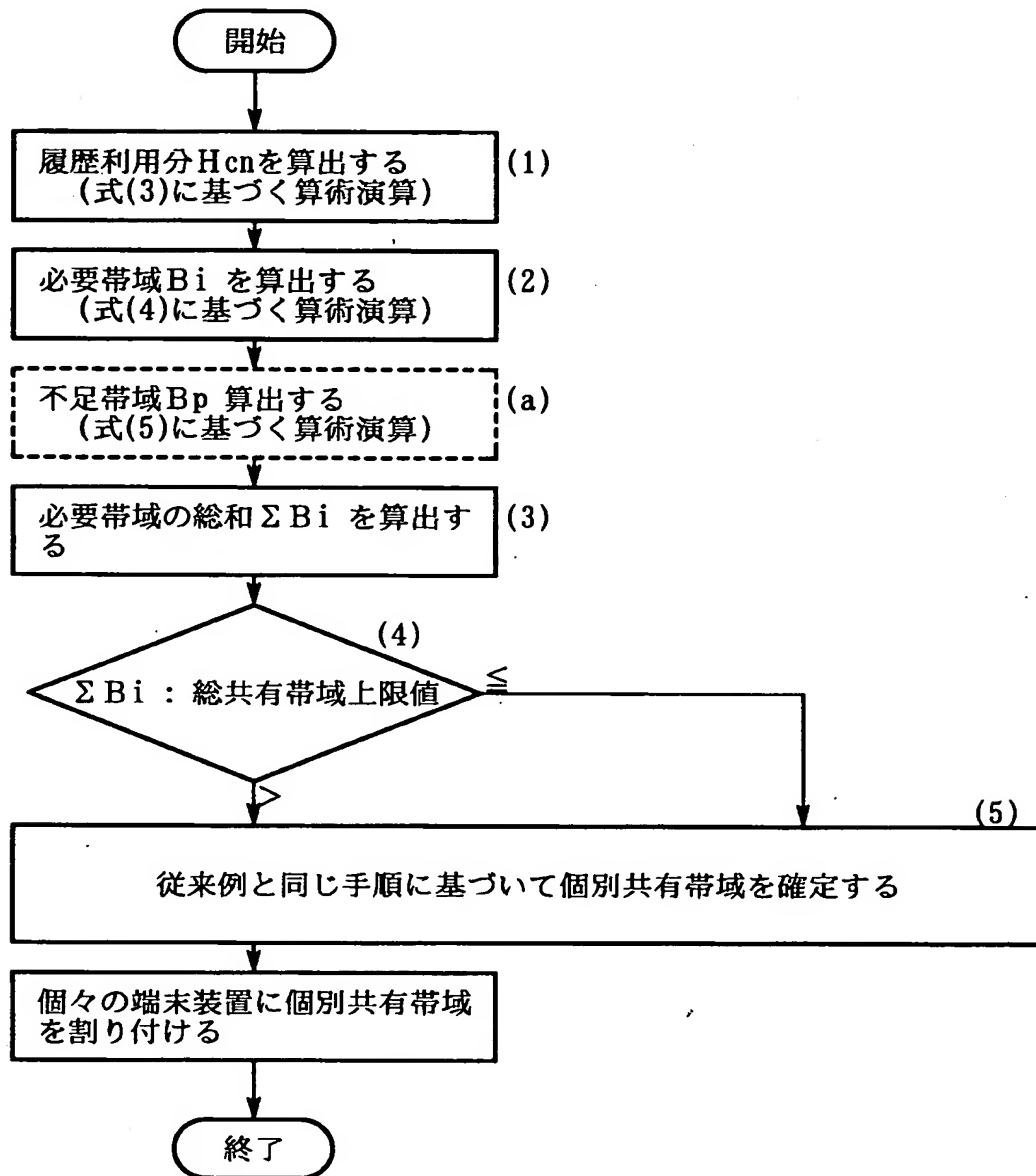 開始
履歴利用分Hcnを算出する
(式(3)に基づく算術演算)
(1)
必要帯域Bi を算出する
(式(4)に基づく算術演算)
(2)
不足帯域Bp 算出する
(式(5)に基づく算術演算)
(a)
必要帯域の総和ΣBi を算出す
る
(3)
(4)
ΣBi : 総共有帯域上限値
≦
>
(5)
従来例と同じ手順に基づいて個別共有帯域を確定する
個々の端末装置に個別共有帯域
を割り付ける
終了